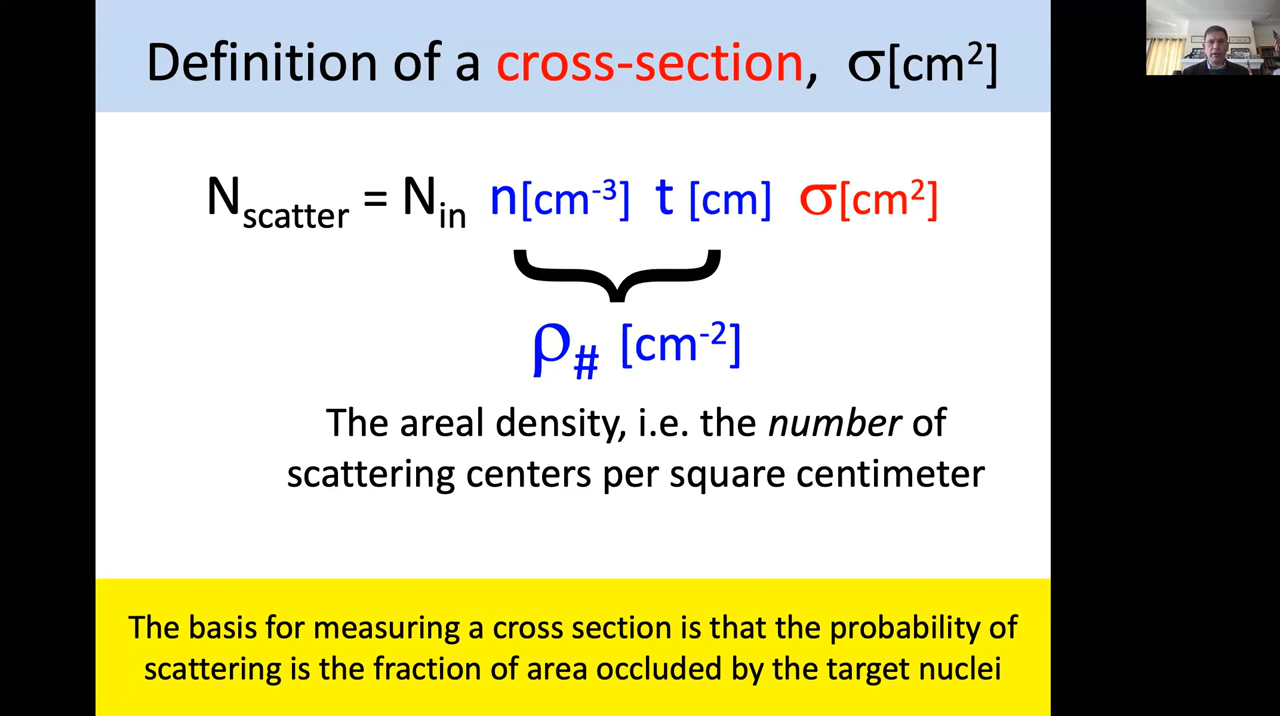 Definition of a cross-section, σ[cm²]
N_scatter = N_in n[cm⁻³] t [cm] σ[cm²]
ρ_# [cm⁻²]
The areal density, i.e. the number of
scattering centers per square centimeter
The basis for measuring a cross section is that the probability of
scattering is the fraction of area occluded by the target nuclei